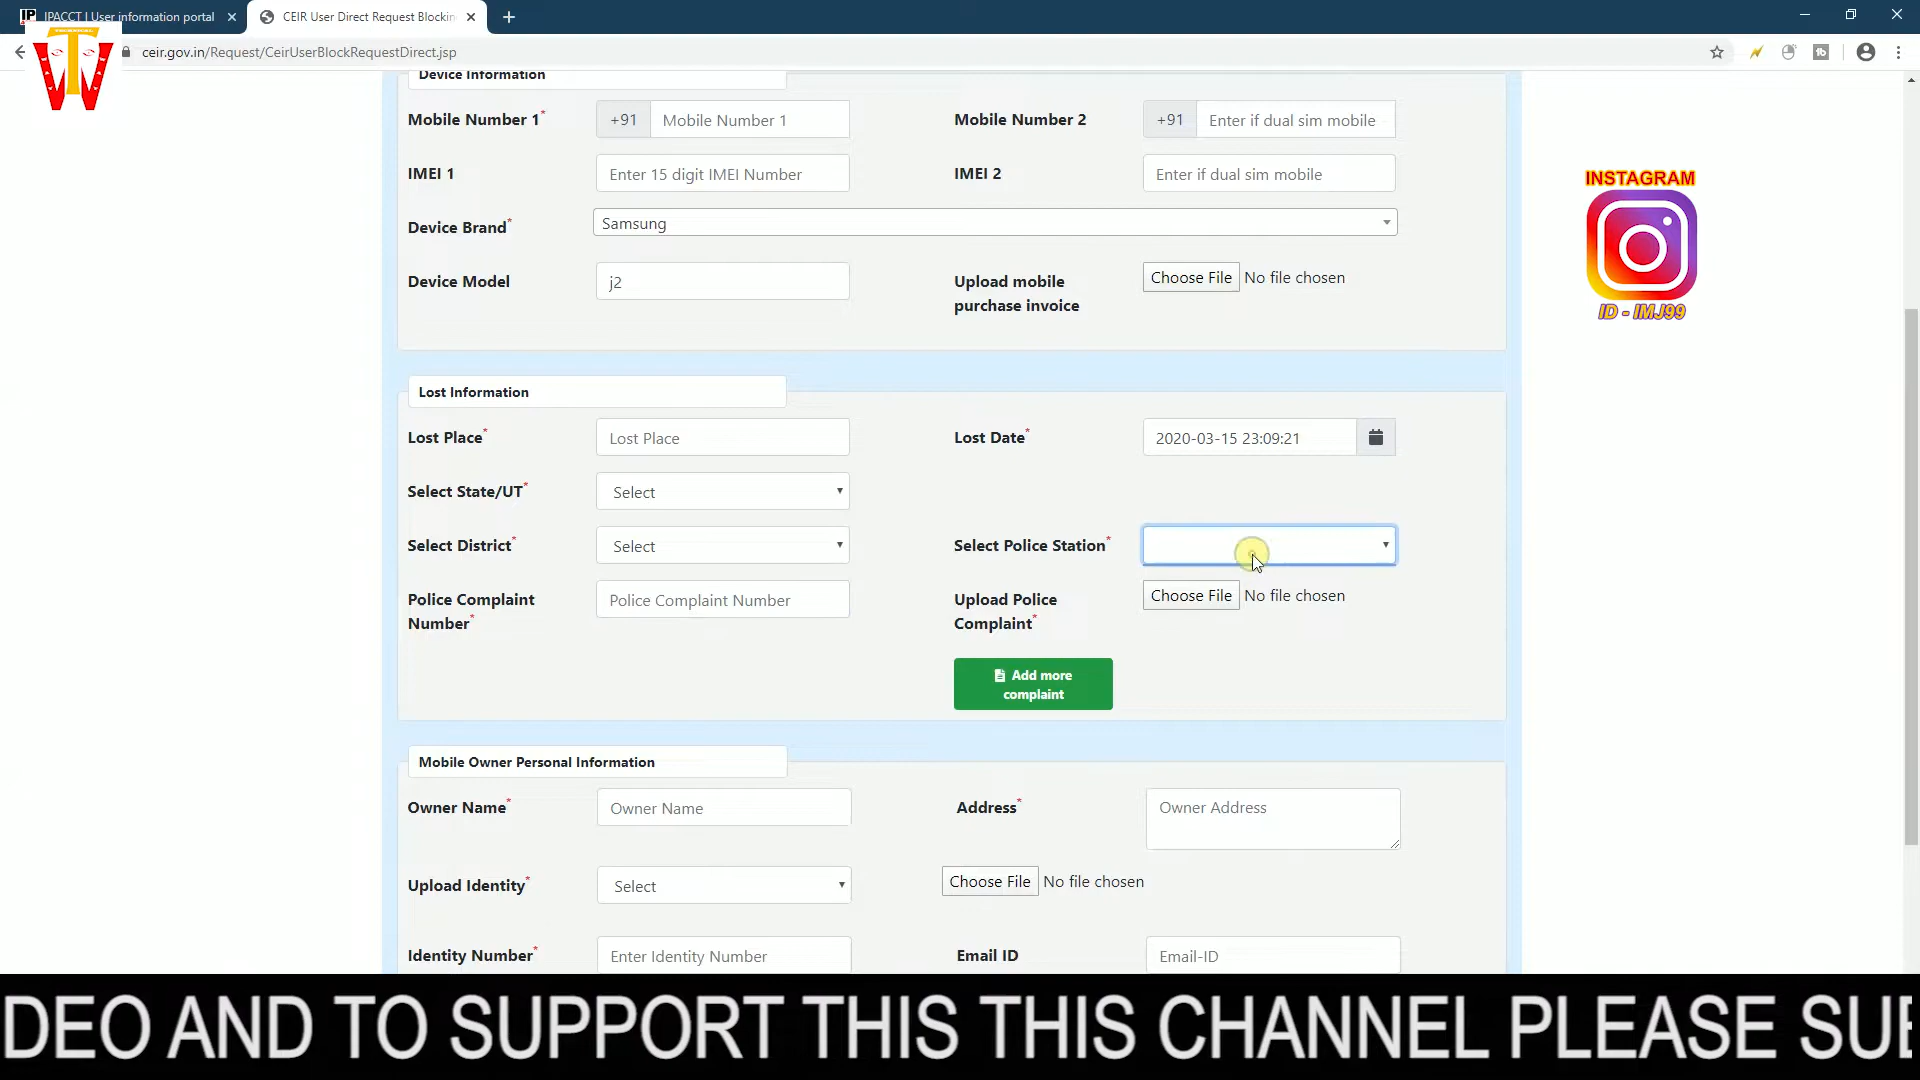 IPACCT | User information portal
CEIR User Direct Request Blockin
ceir.gov.in/Request/CeirUserBlockRequestDirect.jsp
TW
Device Information
Mobile Number 1*
+91
Mobile Number 1
Mobile Number 2
+91
Enter if dual sim mobile
IMEI 1
Enter 15 digit IMEI Number
IMEI 2
Enter if dual sim mobile
Device Brand*
Samsung
Device Model
j2
Upload mobile
purchase invoice
Choose File No file chosen
INSTAGRAM
ID - IMJ99
Lost Information
Lost Place*
Lost Place
Lost Date*
2020-03-15 23:09:21
Select State/UT*
Select
Select District*
Select
Select Police Station*
Police Complaint
Number*
Police Complaint Number
Upload Police
Complaint*
Choose File No file chosen
Add more
complaint
Mobile Owner Personal Information
Owner Name*
Owner Name
Address*
Owner Address
Upload Identity*
Select
Choose File No file chosen
Identity Number*
Enter Identity Number
Email ID
Email-ID
DEO AND TO SUPPORT THIS THIS CHANNEL PLEASE SUB